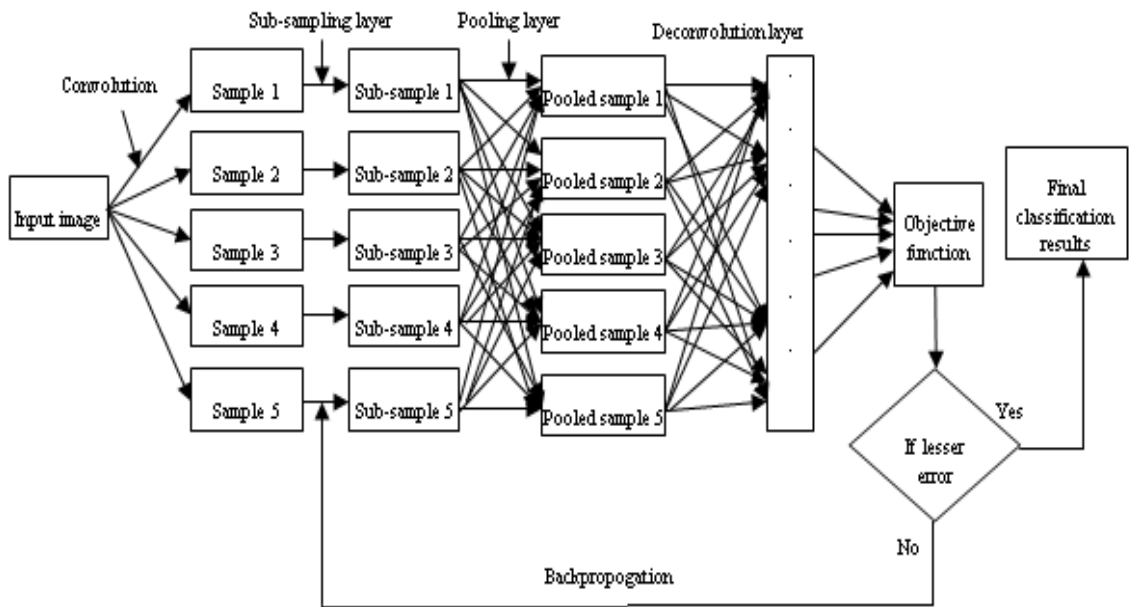 Sub-sampling layer
Pooling layer
Deconvolution layer
Convolution
Input image
Sample 1
Sample 2
Sample 3
Sample 4
Sample 5
Sub-sample 1
Sub-sample 2
Sub-sample 3
Sub-sample 4
Sub-sample 5
Pooled sample 1
Pooled sample 2
Pooled sample 3
Pooled sample 4
Pooled sample 5
Objective
function
Final
classification
results
If lesser
error
Yes
No
Backpropogation